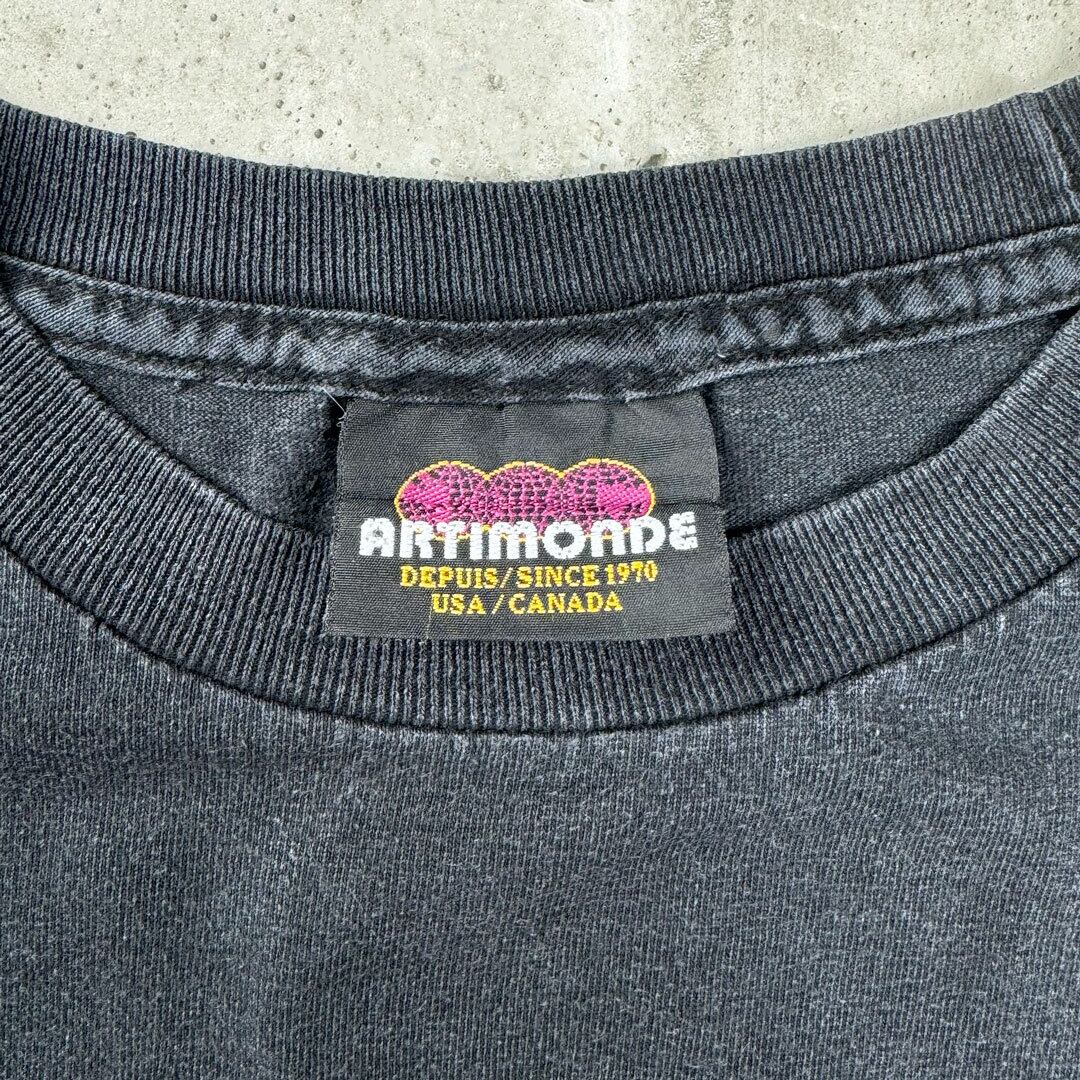 ARTIMONDE
DEPUIS/SINCE 1970
USA/CANADA